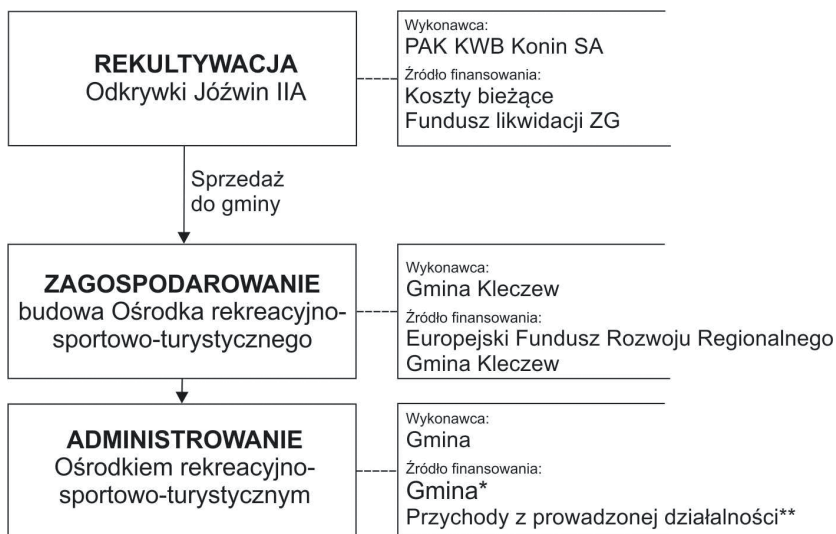 REKULTYWACJA
Odkrywki Jóźwin IIA
Wykonawca:
PAK KWB Konin SA
Źródło finansowania:
Koszty bieżące
Fundusz likwidacji ZG
Sprzedaż
do gminy
ZAGOSPODAROWANIE
budowa Ośrodka rekreacyjno-
sportowo-turystycznego
Wykonawca:
Gmina Kleczew
Źródło finansowania:
Europejski Fundusz Rozwoju Regionalnego
Gmina Kleczew
ADMINISTROWANIE
Ośrodkiem rekreacyjno-
sportowo-turystycznym
Wykonawca:
Gmina
Źródło finansowania:
Gmina*
Przychody z prowadzonej działalności**